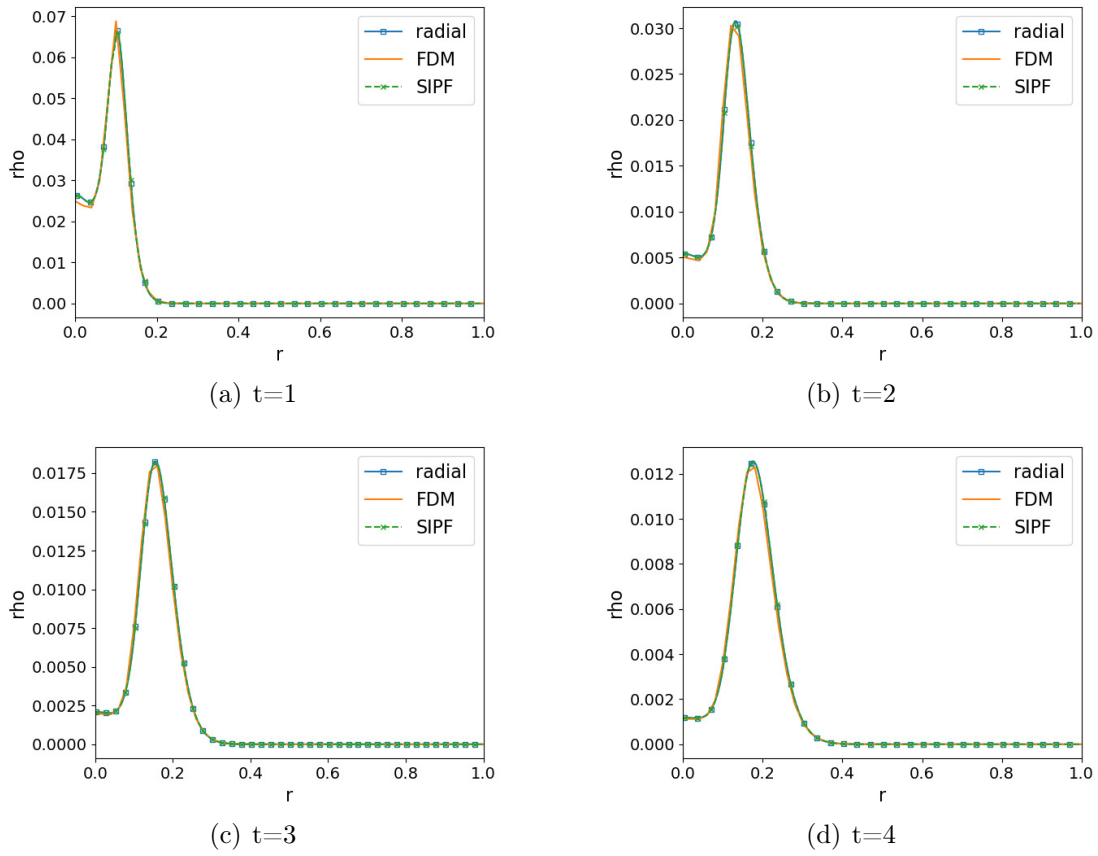 0.07
0.06
0.05
0.04
0.03
0.02
0.01
0.00
rho
0.0 0.2 0.4 0.6 0.8 1.0
r
radial
FDM
SIPF
(a) t=1
0.030
0.025
0.020
0.015
0.010
0.005
0.000
rho
0.0 0.2 0.4 0.6 0.8 1.0
r
radial
FDM
SIPF
(b) t=2
0.0175
0.0150
0.0125
0.0100
0.0075
0.0050
0.0025
0.0000
rho
0.0 0.2 0.4 0.6 0.8 1.0
r
radial
FDM
SIPF
(c) t=3
0.012
0.010
0.008
0.006
0.004
0.002
0.000
rho
0.0 0.2 0.4 0.6 0.8 1.0
r
radial
FDM
SIPF
(d) t=4